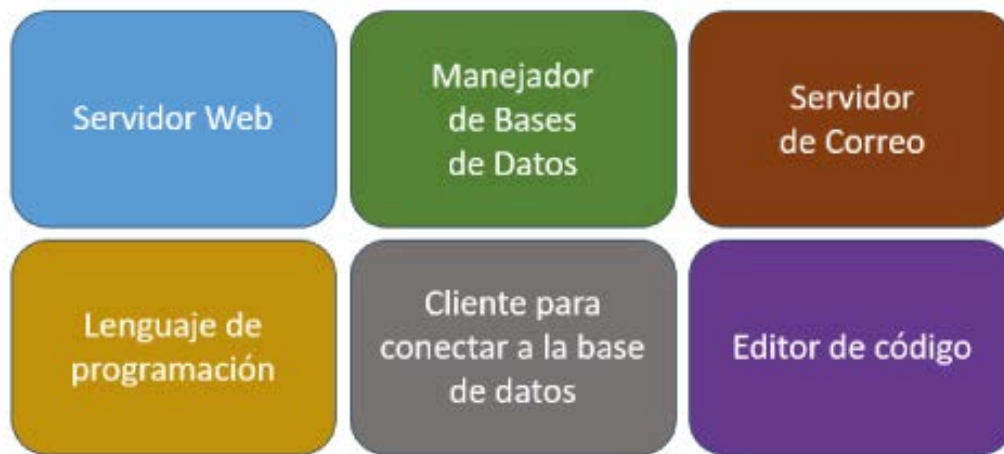 Servidor Web
Manejador
de Bases
de Datos
Servidor
de Correo
Lenguaje de
programación
Cliente para
conectar a la base
de datos
Editor de código